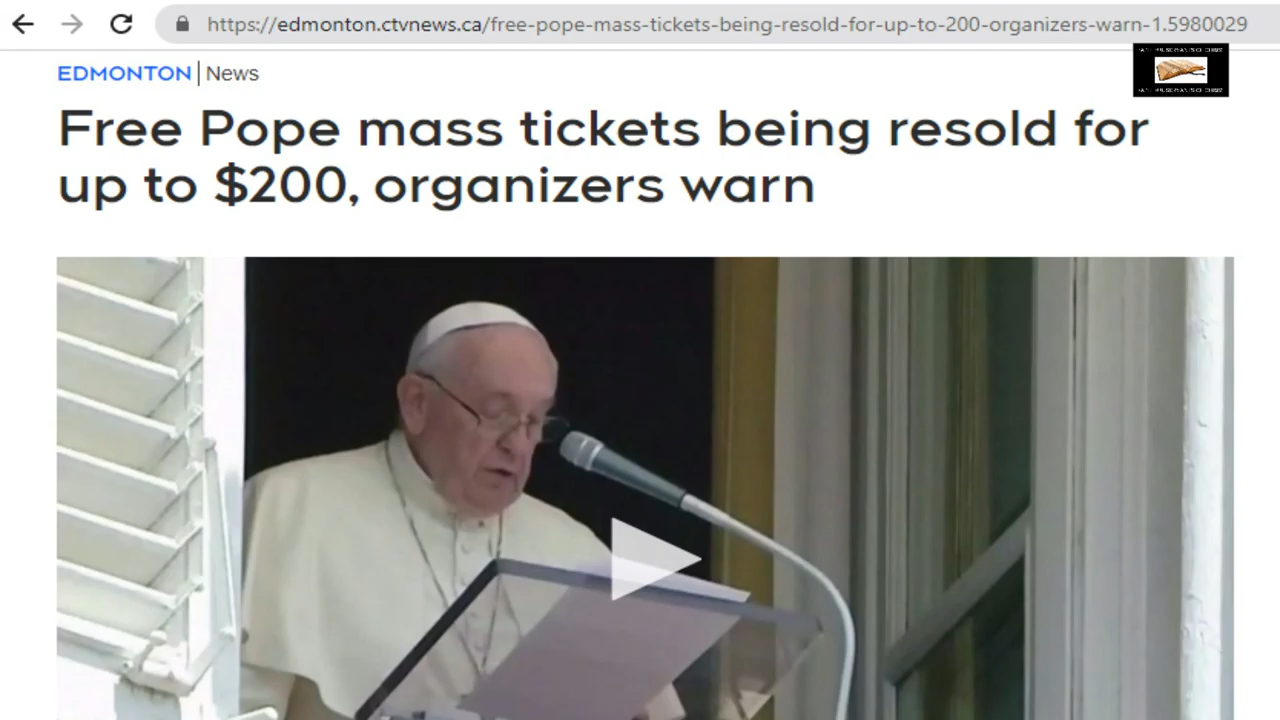 https://edmonton.ctvnews.ca/free-pope-mass-tickets-being-resold-for-up-to-200-organizers-warn-1.5980029
EDMONTON | News
Free Pope mass tickets being resold for
up to $200, organizers warn